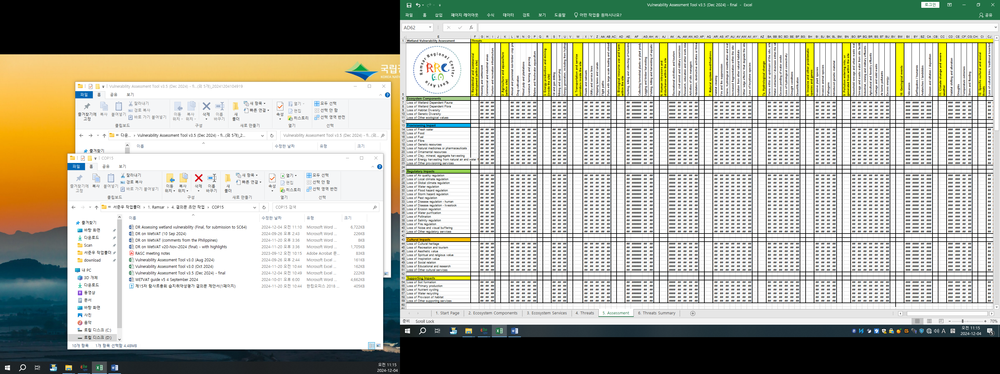 국립공
KOREA NATI
Vulnerability Assessment Tool v3.5 (Dec 2024) - fi...(외 5개)_20241204104919
파일 홈 공유 보기
즐겨찾기에 고정
복사
붙여넣기
잘라내기
경로 복사
바로 가기 붙여넣기
이동 위치
복사 위치
삭제
이름 바꾸기
새 폴더
새 항목
빠른 연결
속성
열기
편집
히스토리
모두 선택
선택 안 함
선택 영역 반전
클립보드 구성 새로 만들기 열기 선택
« 다운... › Vulnerability Assessment Tool v3.5 (Dec 2024) - fi...(외 5개)_2...
Vulnerability Assessment Tool v3.5 (Dec 2024) - fi...(외...
이름 수정한 날짜 유형 크기
즐겨찾기
COP15
파일 홈 공유 보기
즐겨찾기에 고정
복사
붙여넣기
잘라내기
경로 복사
바로 가기 붙여넣기
이동 위치
복사 위치
삭제
이름 바꾸기
새 폴더
새 항목
빠른 연결
속성
열기
편집
히스토리
모두 선택
선택 안 함
선택 영역 반전
클립보드 구성 새로 만들기 열기 선택
« 서준우 작업폴더 › 1. Ramsar › 4. 결의문 초안 작업 › COP15
COP15 검색
이름 수정한 날짜 유형 크기
DR Assessing wetland vulnerability (Final, for submission to SC64) 2024-12-04 오전 11:10 Microsoft Word ... 6,722KB
DR on WetVAT (10 Sep 2024) 2024-09-26 오후 2:43 Microsoft Word ... 226KB
DR on WetVAT (comments from the Philippines) 2024-11-20 오후 3:36 Microsoft Word ... 8KB
DR on WetVAT v20-Nov-2024 (final) - with highlights 2024-11-20 오후 3:36 Microsoft Word ... 1,705KB
RASC meeting notes 2023-09-12 오전 10:15 Adobe Acrobat 문... 83KB
Vulnerability Assessment Tool v3.0 (Aug 2024) 2024-09-26 오후 2:44 Microsoft Excel ... 161KB
Vulnerability Assessment Tool v3.0 (Oct 2024) 2024-11-20 오전 10:44 Microsoft Excel ... 162KB
Vulnerability Assessment Tool v3.5 (Dec 2024) - final 2024-12-04 오전 10:49 Microsoft Excel ... 222KB
WETVAT guide v5 4 September 2024 2024-10-01 오후 6:00 Microsoft Word ... 4,662KB
제15차 람사르총회 습지취약성평가 결의문 제안서(1페이지) 2024-11-20 오전 10:44 한컴오피스 2018 ... 405KB
즐겨찾기
바탕 화면
다운로드
Scan
서준우 작업폴더
download
내 PC
3D 개체
다운로드
동영상
문서
바탕 화면
사진
음악
로컬 디스크 (C:)
로컬 디스크 (D:)
10개 항목 1개 항목 선택함 4.48MB
오전 11:15
2024-12-04
Vulnerability Assessment Tool v3.5 (Dec 2024) - final - Excel
로그인
파일 홈 삽입 페이지 레이아웃 수식 데이터 검토 보기 도움말 어떤 작업을 원하시나요? 공유
AD62
Wetland Vulnerability Assessment
Threats
Ramsar Regional Center
RRC
EA
East Asia
1. Residential and commercial development (within site)
Housing and settlement
Commercial and industrial areas
Tourism and recreation infrastructure
2. Agriculture and aquaculture (within site)
Annual and perennial non-timber crop pro
Drug cultivation
Wood pulp and plantations
Livestock farming and grazing
Marine and freshwater aquaculture
3. Energy production and mining (inside the site)
Oil and gas drilling
Mining and quarrying
Energy generation, including from hydrop
4. Transportation and service corridors inside the site
Roads and railroads
Utility and service lines
Shipping lanes and canals
Flight paths
Ports with large scale loading and unload
5. Biological resource use and harm within the site
Hunting, killing and collecting of terrestri
Collecting terrestrial plants or plant produ
Logging and timber harvesting
Fishing, killing and harvesting of aquatic
6. Human intrusions and disturbance within the site
Recreational activities and tourism
War, civil unrest and military exercises
Research, education and other work-rela
Activities of site managers
Vandalism, destructive activities or threa
7. Natural system modifications
Habitat clearing
Fire and fire suppression
Dams, hydrological modification and wat
Increased fragmentation within the site
Isolation from other natural habitats
Other 'edge effects' that degrade the site
Loss of keystone species
7a. Hydrological change
Dams within or upstream of the site, wh
Water extraction / diversion within the sit
Excess ponding of water onsite
Loss of hydrological connectivity
Drought conditions
Desertification
8. Invasive and other problematic species and genes
Invasive plant species
Invasive animal species
Pathogens
Introduced genetic material
9. Pollution entering into, or generated from within the site
Household sewage and urban waste wat
Sewage and waste water from site facilit
Industrial, mining and military effluents
Agricultural and forestry effluents
Garbage and solid waste
Air-borne pollutants
Excess energy
10. Geological events
Volcanoes
Earthquakes / tsunamis
Avalanches / landslides
Erosion and siltation / deposition
11. Climate change and severe weather
Habitat shifting and alteration
Droughts
Temperature extremes
Storm and flooding
12. Specific cultural and social threats
Loss of cultural links, traditional knowled
Ecosystem Components
Loss of Wetland Dependent Fauna
Loss of Wetland Dependent Flora
Loss of Habitat Diversity
Loss of Genetic Diversity
Loss of Other ecological values
Provisioning Impact
Loss of Fresh water
Loss of Food
Loss of Fuel
Loss of Fibre
Loss of Genetic resources
Loss of Natural medicines or pharmaceuticals
Loss of Ornamental resources
Loss of Clay, mineral, aggregate harvesting
Loss of Energy harvesting from natural air and water f
Loss of Other provisioning services
Regulatory Impacts
Loss of Air quality regulation
Loss of Local climate regulation
Loss of Global climate regulation
Loss of Water regulation
Loss of Flood hazard regulation
Loss of Storm hazard regulation
Loss of Pest regulation
Loss of Disease regulation - human
Loss of Disease regulation - livestock
Loss of Erosion regulation
Loss of Water purification
Loss of Pollination
Loss of Salinity regulation
Loss of Fire regulation
Loss of Noise and visual buffering
Loss of Other regulatory services
Cultural Impacts
Loss of Cultural heritage
Loss of Recreation and tourism
Loss of Aesthetic value
Loss of Spiritual and religious value
Loss of Inspiration value
Loss of Social relation
Loss of Educational and research
Loss of Other cultural services
Supporting Impacts
Loss of Soil formation
Loss of Primary production
Loss of Nutrient cycling
Loss of Water recycling
Loss of Provision of habitat
Loss of Other supporting services
1. Start Page 2. Ecosystem Components 3. Ecosystem Services 4. Threats 5. Assessment 6. Threats Summary
준비 Scroll Lock 70%
오전 11:15
2024-12-04